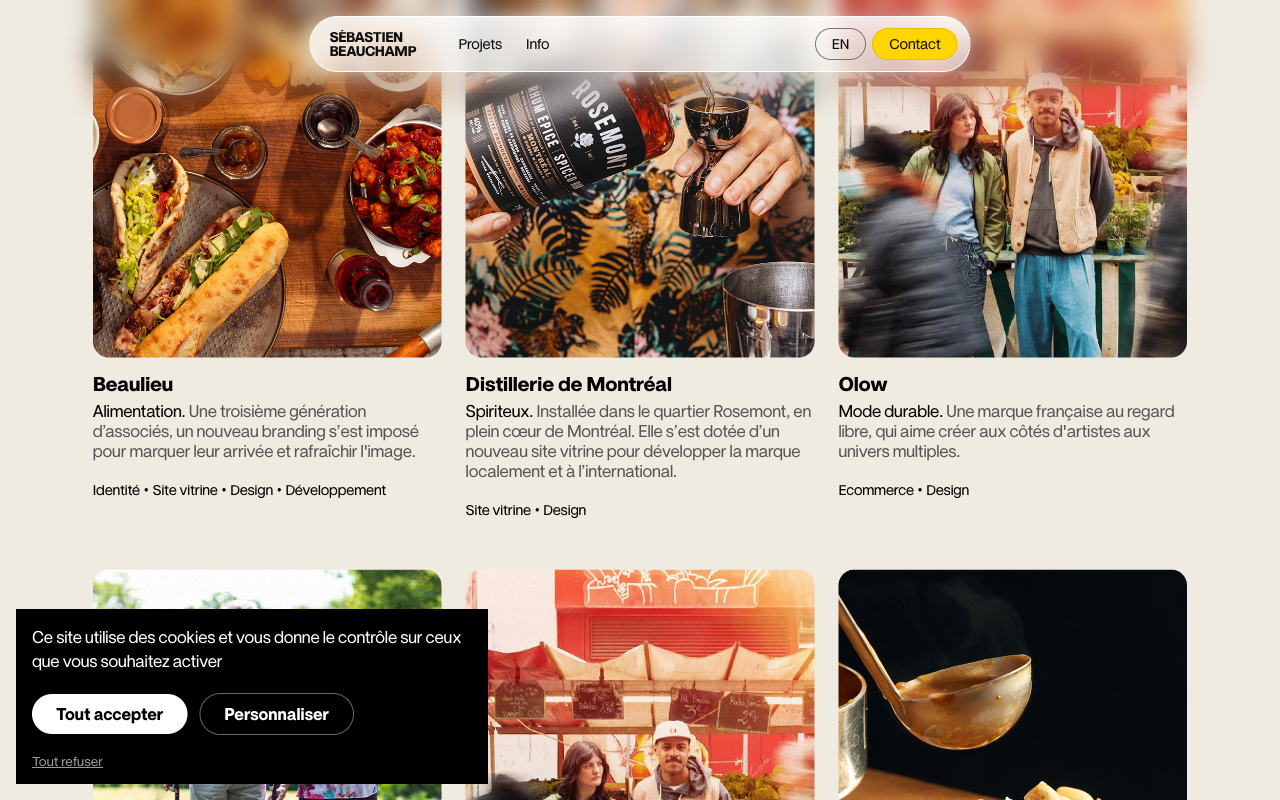 SÉBASTIEN
BEAUCHAMP
Projets
Info
EN
Contact
ROSEMONT
RHUM ÉPICÉ | SPICED
MONTRÉAL
40%
Beaulieu
Alimentation. Une troisième génération
d’associés, un nouveau branding s’est imposé
pour marquer leur arrivée et rafraîchir l'image.
Identité • Site vitrine • Design • Développement
Distillerie de Montréal
Spiriteux. Installée dans le quartier Rosemont, en
plein cœur de Montréal. Elle s’est dotée d’un
nouveau site vitrine pour développer la marque
localement et à l’international.
Site vitrine • Design
Olow
Mode durable. Une marque française au regard
libre, qui aime créer aux côtés d'artistes aux
univers multiples.
Ecommerce • Design
Ce site utilise des cookies et vous donne le contrôle sur ceux
que vous souhaitez activer
Tout accepter
Personnaliser
Tout refuser